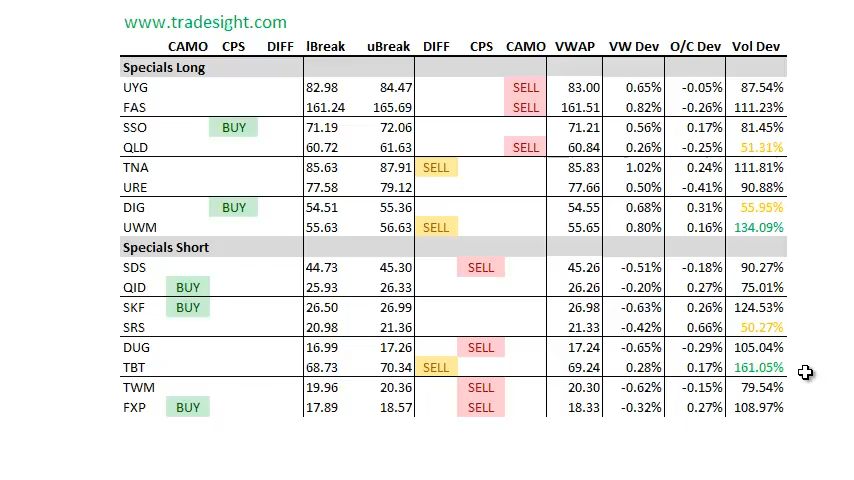 www.tradesight.com
CAMO CPS DIFF lBreak uBreak DIFF CPS CAMO VWAP VW Dev O/C Dev Vol Dev
Specials Long
UYG 82.98 84.47 SELL 83.00 0.65% -0.05% 87.54%
FAS 161.24 165.69 SELL 161.51 0.82% -0.26% 111.23%
SSO BUY 71.19 72.06 71.21 0.56% 0.17% 81.45%
QLD 60.72 61.63 SELL 60.84 0.26% -0.25% 51.31%
TNA 85.63 87.91 SELL 85.83 1.02% 0.24% 111.81%
URE 77.58 79.12 77.66 0.50% -0.41% 90.88%
DIG BUY 54.51 55.36 54.55 0.68% 0.31% 55.95%
UWM 55.63 56.63 SELL 55.65 0.80% 0.16% 134.09%
Specials Short
SDS 44.73 45.30 SELL 45.26 -0.51% -0.18% 90.27%
QID BUY 25.93 26.33 26.26 -0.20% 0.27% 75.01%
SKF BUY 26.50 26.99 26.98 -0.63% 0.26% 124.53%
SRS 20.98 21.36 21.33 -0.42% 0.66% 50.27%
DUG 16.99 17.26 SELL 17.24 -0.65% -0.29% 105.04%
TBT 68.73 70.34 SELL 69.24 0.28% 0.17% 161.05%
TWM 19.96 20.36 SELL 20.30 -0.62% -0.15% 79.54%
FXP BUY 17.89 18.57 SELL 18.33 -0.32% 0.27% 108.97%